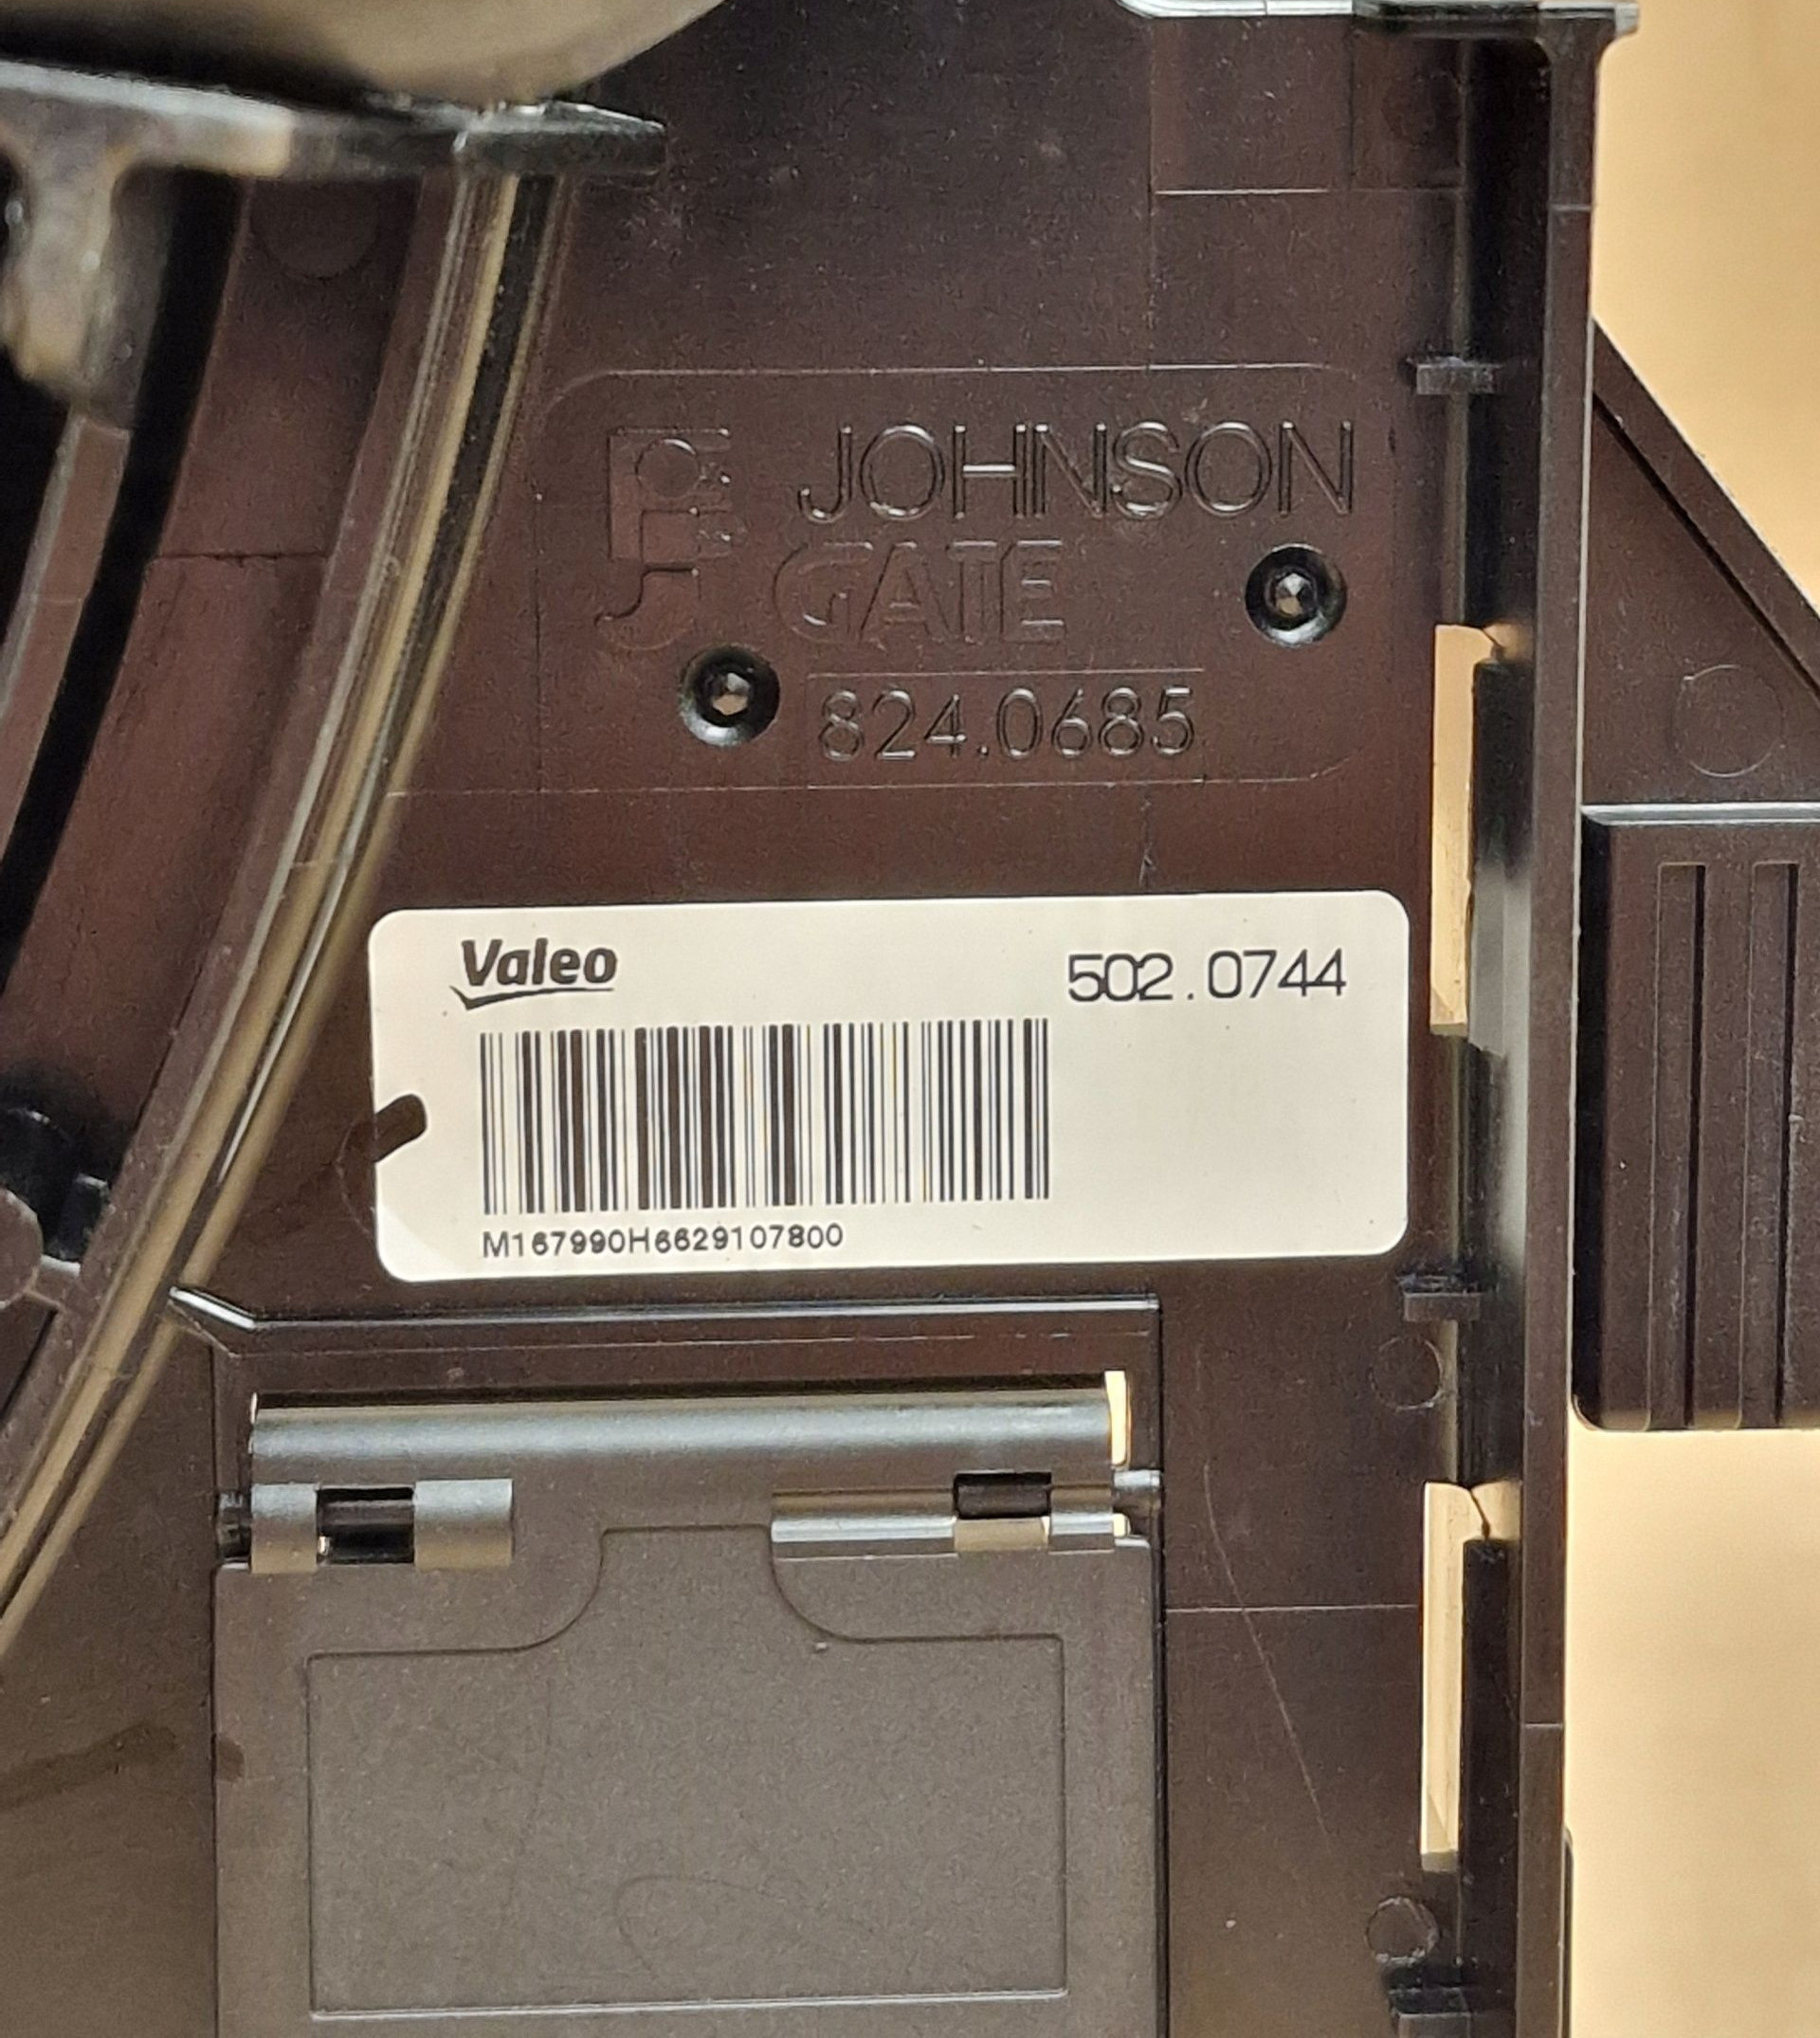 JOHNSON
GATE
824.0685
Valeo
502.0744
M167990H6629107800